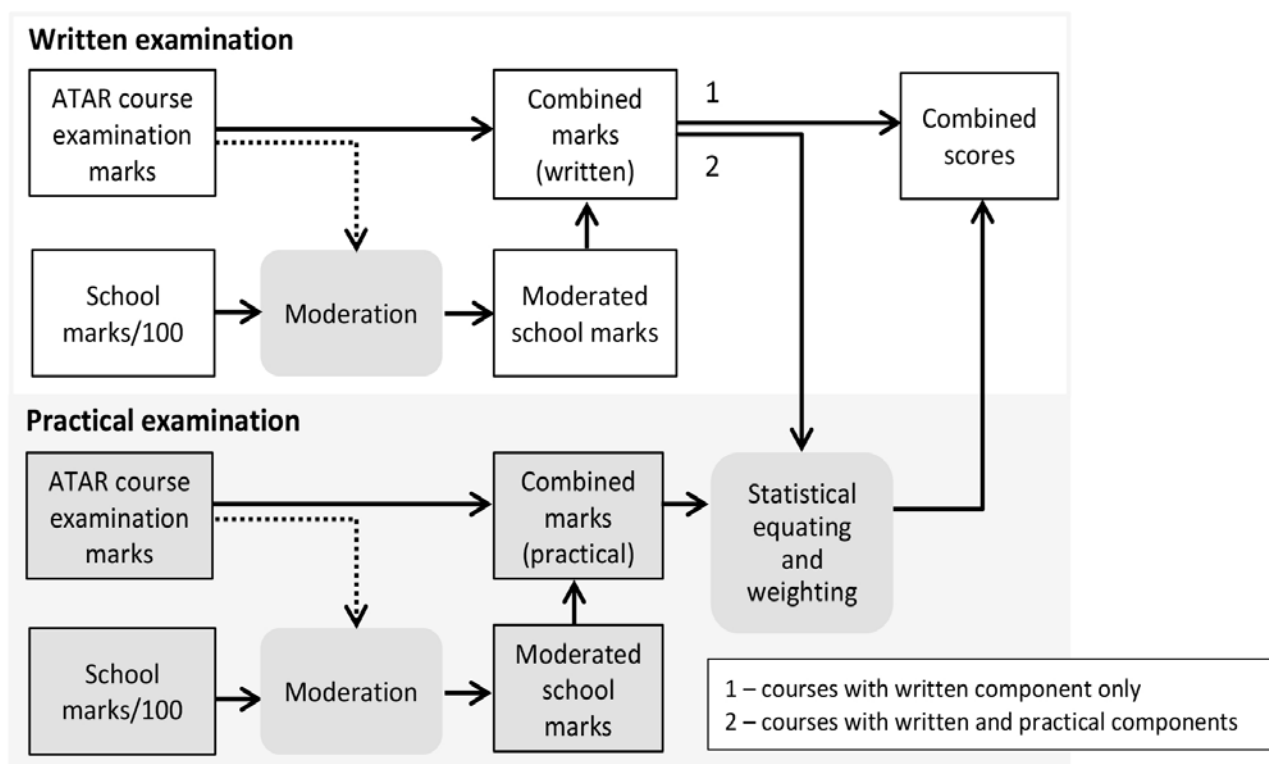 Written examination
ATAR course
examination
marks
Combined
marks
(written)
1
2
Combined
scores
School
marks/100
Moderation
Moderated
school marks
Practical examination
ATAR course
examination
marks
Combined
marks
(practical)
Statistical
equating
and
weighting
School
marks/100
Moderation
Moderated
school
marks
1 – courses with written component only
2 – courses with written and practical components